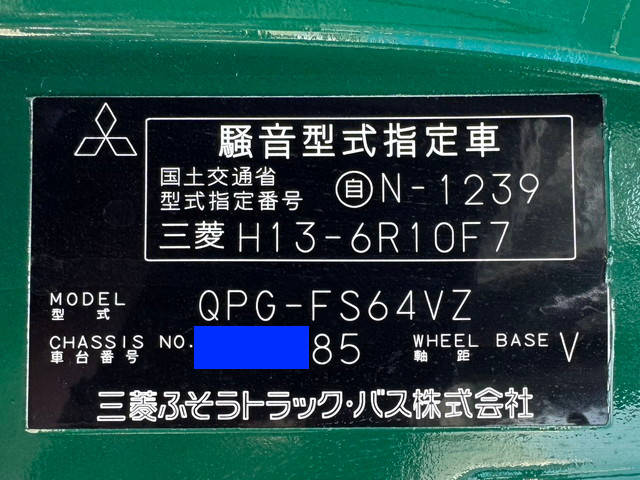 騒音型式指定車
国土交通省
型式指定番号 自N-1239
三菱 H13-6R10F7
MODEL
型式 QPG-FS64VZ
CHASSIS NO. 85 WHEEL BASE V
車台番号 軸距
三菱ふそうトラック・バス株式会社